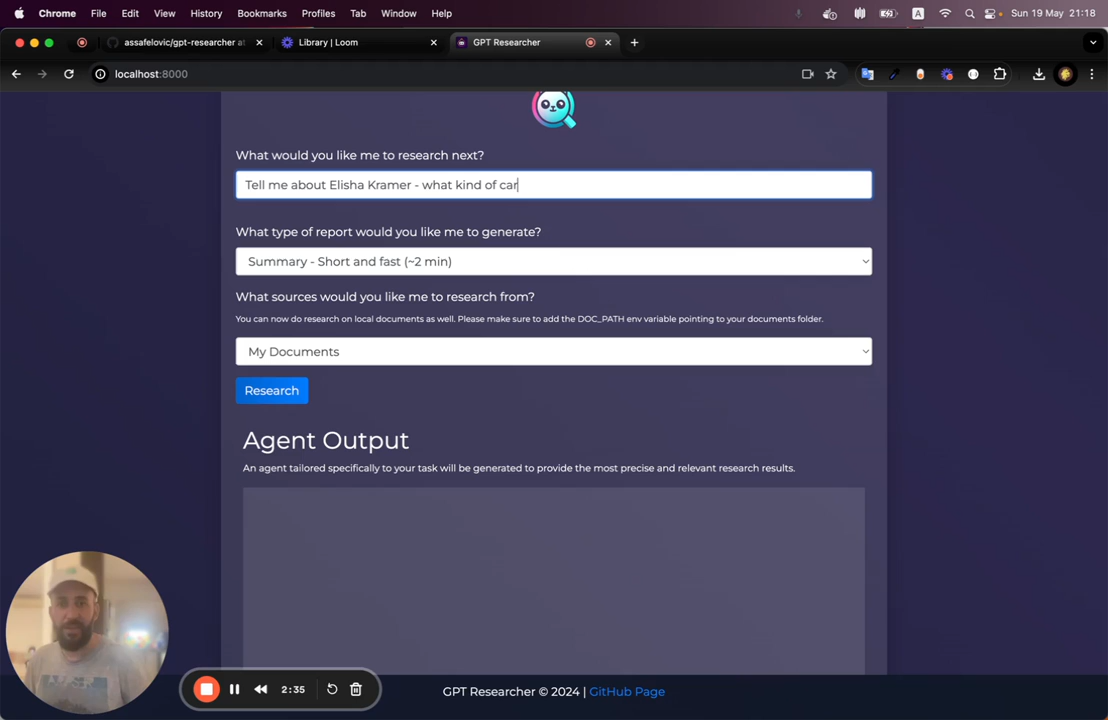 Chrome File Edit View History Bookmarks Profiles Tab Window Help
A
Sun 19 May 21:18
assafelovic/gpt-researcher at
Library | Loom
GPT Researcher
localhost:8000
What would you like me to research next?
Tell me about Elisha Kramer - what kind of car
What type of report would you like me to generate?
Summary - Short and fast (~2 min)
What sources would you like me to research from?
You can now do research on local documents as well. Please make sure to add the DOC_PATH env variable pointing to your documents folder.
My Documents
Research
Agent Output
An agent tailored specifically to your task will be generated to provide the most precise and relevant research results.
2:35
GPT Researcher © 2024 | GitHub Page